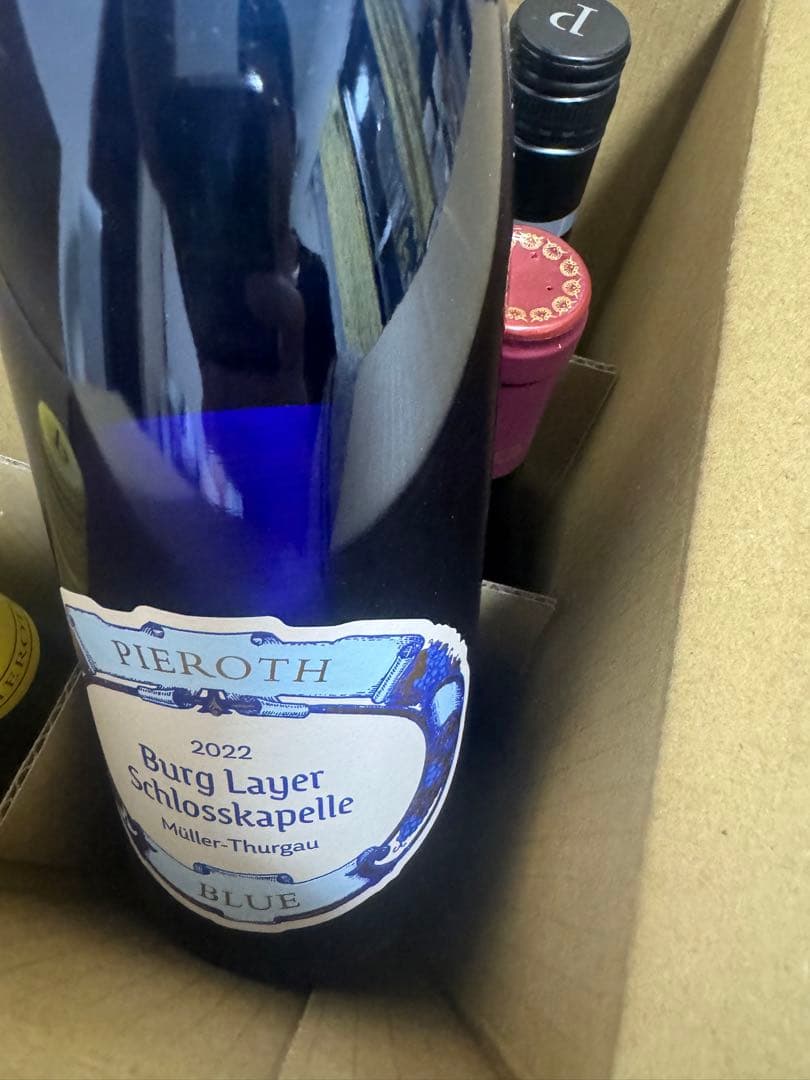 P
PIEROTH
2022
Burg Layer
Schlosskapelle
Müller-Thurgau
BLUE